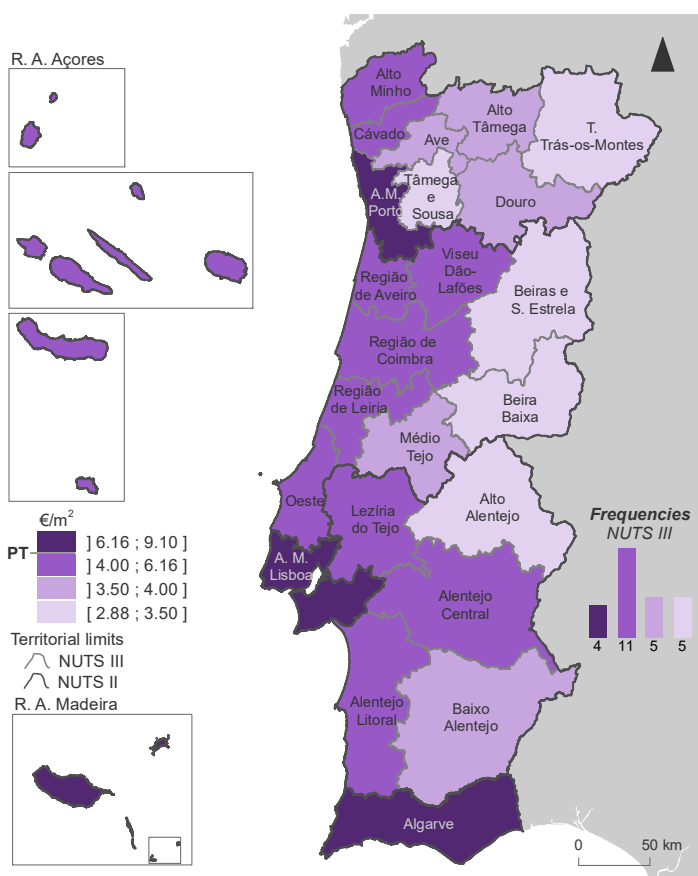 R. A. Açores
Alto
Minho
Cávado
Ave
Alto
Tâmega
T.
Trás-os-Montes
A.M.
Porto
Tâmega
e
Sousa
Douro
Região
de Aveiro
Viseu
Dão-
Lafões
Beiras e
S. Estrela
Região de
Coimbra
Região
de Leiria
Beira
Baixa
Médio
Tejo
Oeste
Lezíria
do Tejo
Alto
Alentejo
A. M.
Lisboa
Alentejo
Central
Alentejo
Litoral
Baixo
Alentejo
Algarve
€/m²
PT
] 6.16 ; 9.10 ]
] 4.00 ; 6.16 ]
] 3.50 ; 4.00 ]
[ 2.88 ; 3.50 ]
Territorial limits
NUTS III
NUTS II
R. A. Madeira
Frequencies
NUTS III
4 11 5 5
0 50 km